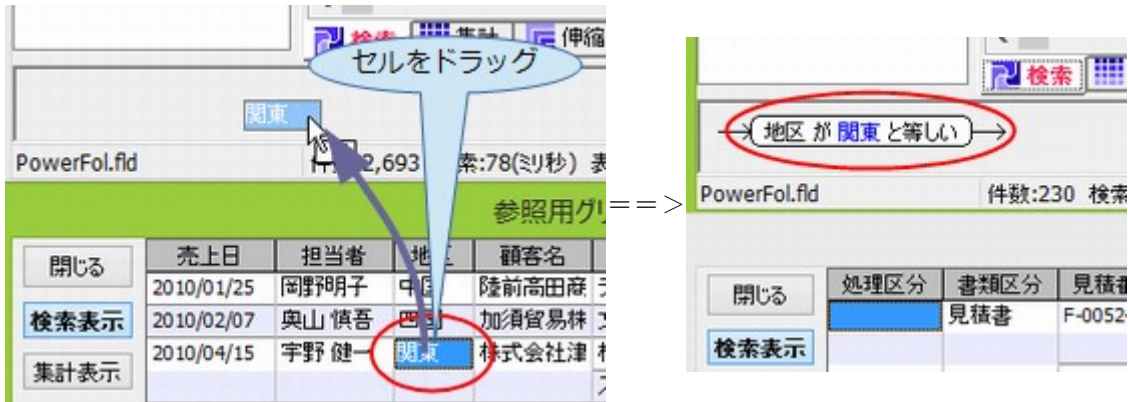 検索
集計
伸縮
セルをドラッグ
関東
PowerFol.fld
2,693
索:78(ミリ秒)
参照用グリ
閉じる
売上日
担当者
地区
顧客名
2010/01/25
岡野明子
中国
陸前高田商
検索表示
2010/02/07
奥山 慎吾
四国
加須貿易株
2010/04/15
宇野 健一
関東
株式会社津
集計表示
==>
検索
地区 が 関東 と等しい
PowerFol.fld
件数:230 検索
閉じる
処理区分
書類区分
見積番
見積書
F-0052
検索表示